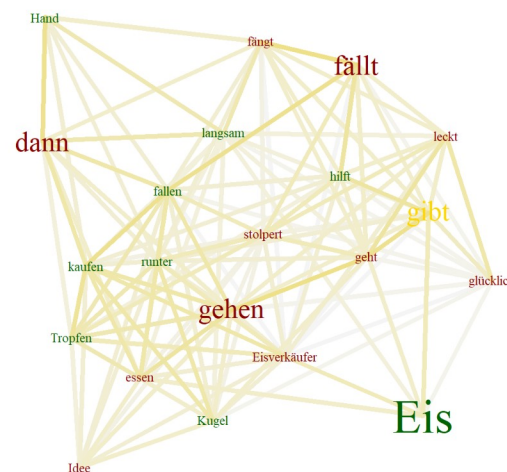 Hand
fängt
fällt
dann
langsam
leckt
hilft
fallen
gibt
stolpert
geht
runter
kaufen
glücklic
gehen
Tropfen
Eisverkäufer
essen
Eis
Kugel
Idee